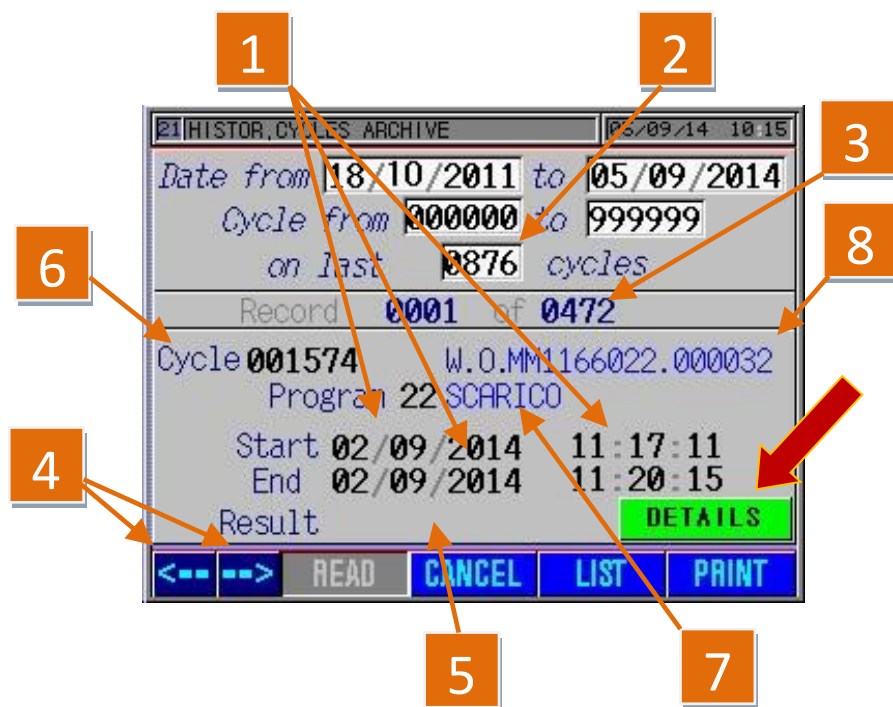 1
2
3
21 HISTOR,CYCLES ARCHIVE 05/09/14 10:15
Date from 18/10/2011 to 05/09/2014
Cycle from 000000 to 999999
on last 0876 cycles
6
8
Record 0001 of 0472
Cycle 001574 W.O.MM1166022.000032
Program 22 SCARICO
Start 02/09/2014 11:17:11
4
End 02/09/2014 11:20:15
Result DETAILS
<-- --> READ CANCEL LIST PRINT
5
7